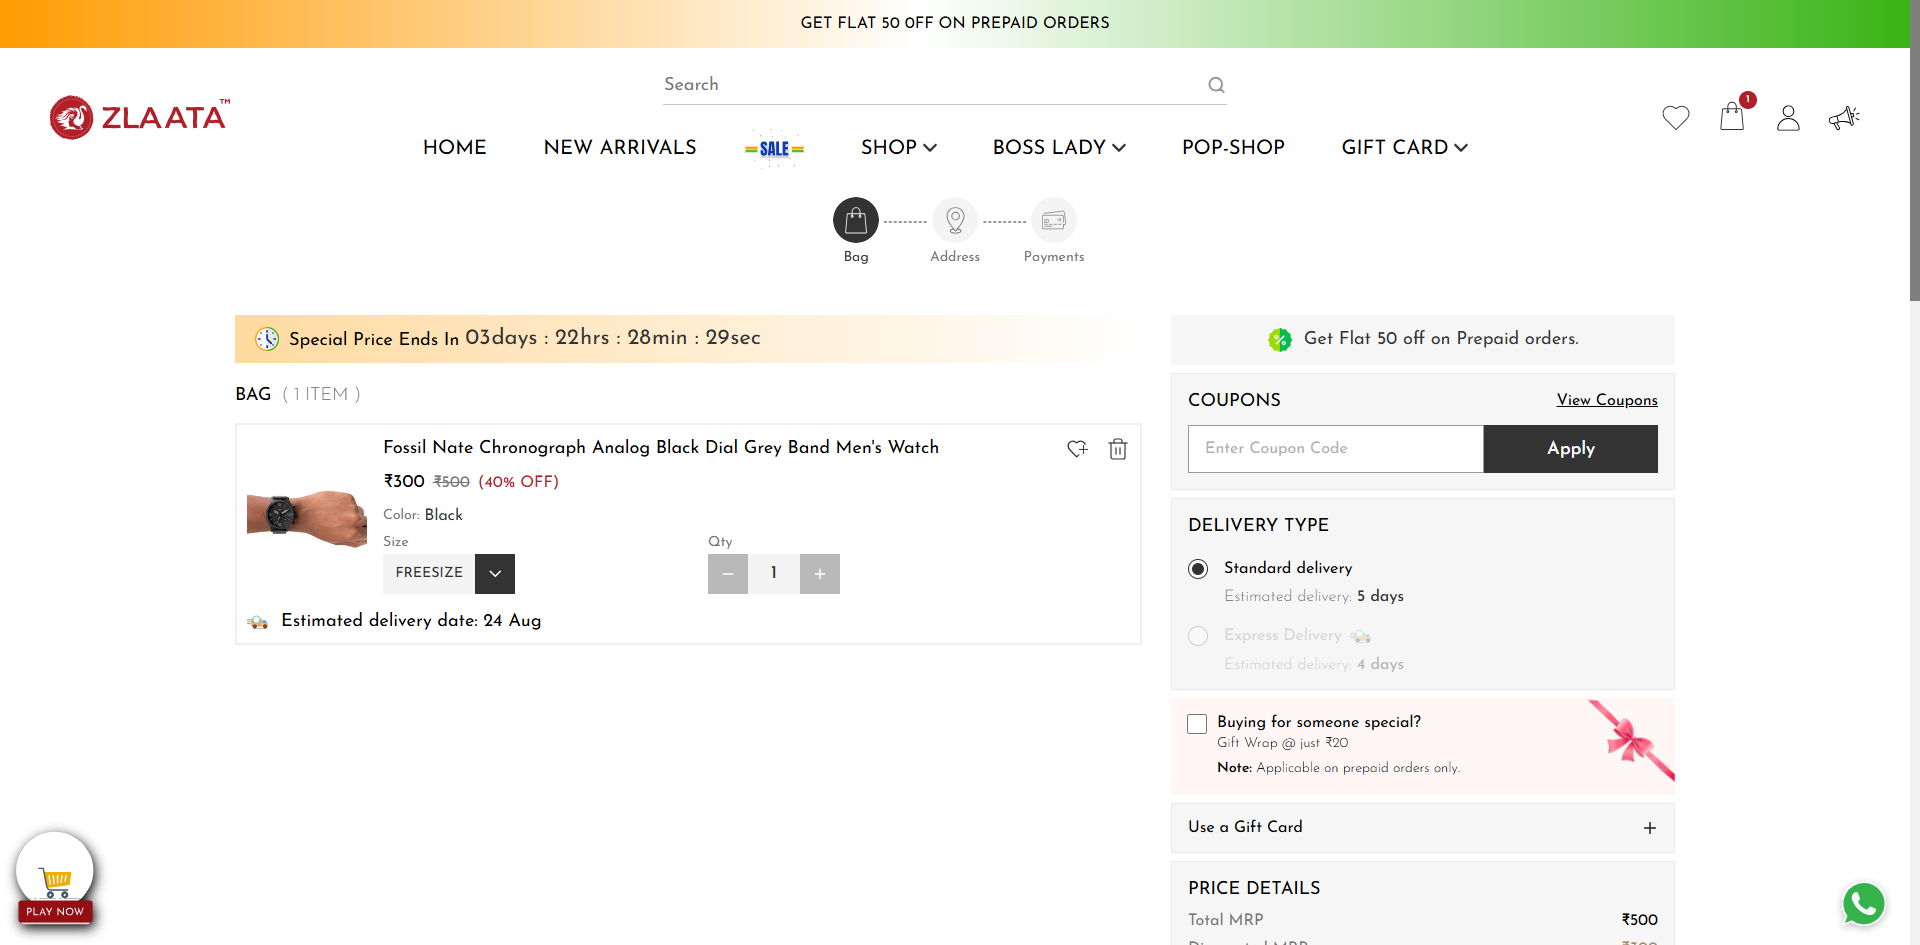 GET FLAT 50 OFF ON PREPAID ORDERS
Search
ZLAATA™
1
HOME
NEW ARRIVALS
SALE
SHOP
BOSS LADY
POP-SHOP
GIFT CARD
Bag
Address
Payments
Special Price Ends In 03days : 22hrs : 28min : 29sec
BAG ( 1 ITEM )
Fossil Nate Chronograph Analog Black Dial Grey Band Men's Watch
₹300 ₹500 (40% OFF)
Color: Black
Size
Qty
FREESIZE
− 1 +
Estimated delivery date: 24 Aug
Get Flat 50 off on Prepaid orders.
COUPONS
View Coupons
Enter Coupon Code
Apply
DELIVERY TYPE
Standard delivery
Estimated delivery: 5 days
Express Delivery
Estimated delivery: 4 days
Buying for someone special?
Gift Wrap @ just ₹20
Note: Applicable on prepaid orders only.
Use a Gift Card +
PRICE DETAILS
Total MRP ₹500
PLAY NOW